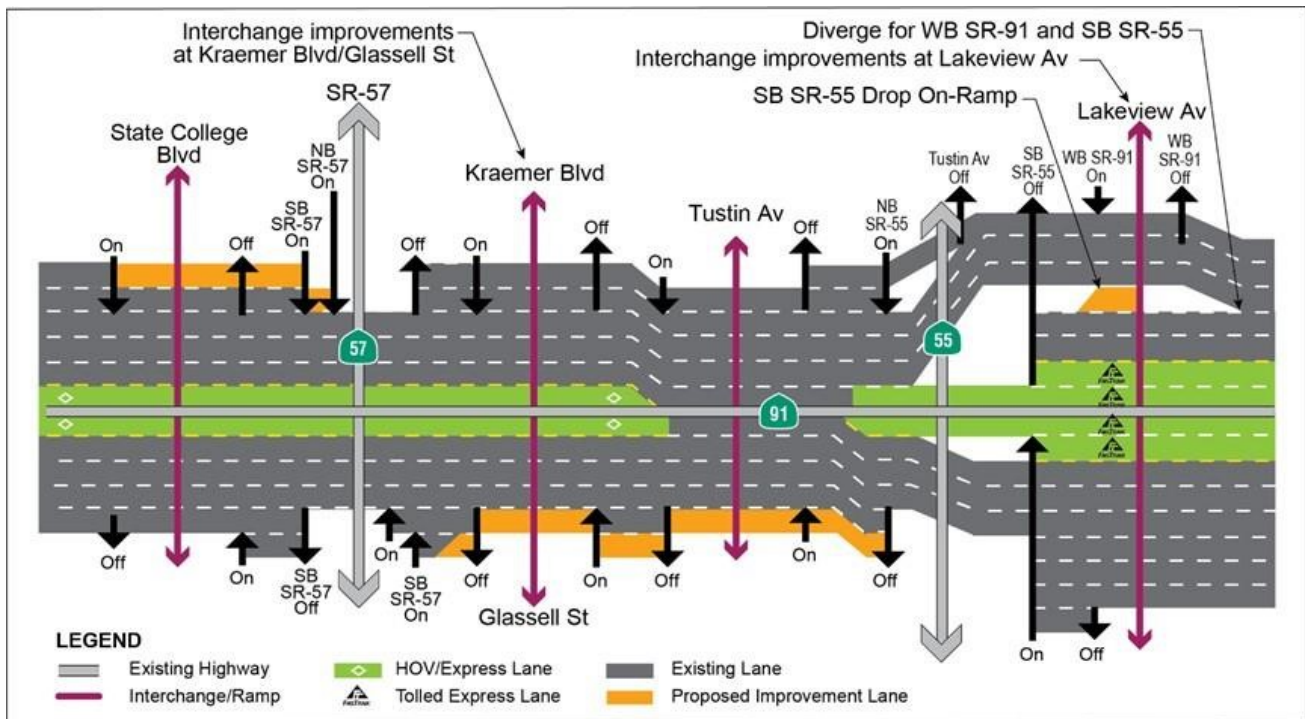 Interchange improvements
at Kraemer Blvd/Glassell St
Diverge for WB SR-91 and SB SR-55
Interchange improvements at Lakeview Av
SB SR-55 Drop On-Ramp
SR-57
Lakeview Av
State College
Blvd
NB
SR-57
On
Kraemer Blvd
Tustin Av
Off
SB
SR-55
Off
WB SR-91
On
WB
SR-91
Off
SB
SR-57
On
Tustin Av
NB
SR-55
On
On
Off
Off
On
Off
On
Off
57
55
91
FasTrak
FasTrak
FasTrak
FasTrak
Off
On
SB
SR-57
Off
On
SB
SR-57
On
Off
On
Off
On
Off
On
Off
Glassell St
LEGEND
Existing Highway
HOV/Express Lane
Existing Lane
Interchange/Ramp
FasTrak
Tolled Express Lane
Proposed Improvement Lane